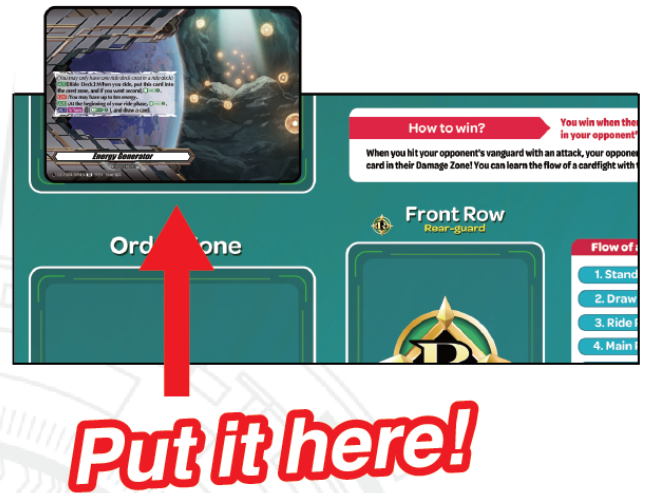 (You may only have one ride deck crest in a ride deck)
Ride Deck: When you ride, put this card into
the crest zone, and if you went second,
You may have up to ten energy.
At the beginning of your ride phase,
and draw a card.
Energy Generator
How to win?
You win when ther
in your opponent'
When you hit your opponent's vanguard with an attack, your oppone
card in their Damage Zone! You can learn the flow of a cardfight with t
Front Row
Rear-guard
Ord one
Flow of a
1. Stand
2. Draw
3. Ride P
4. Main P
Put it here!